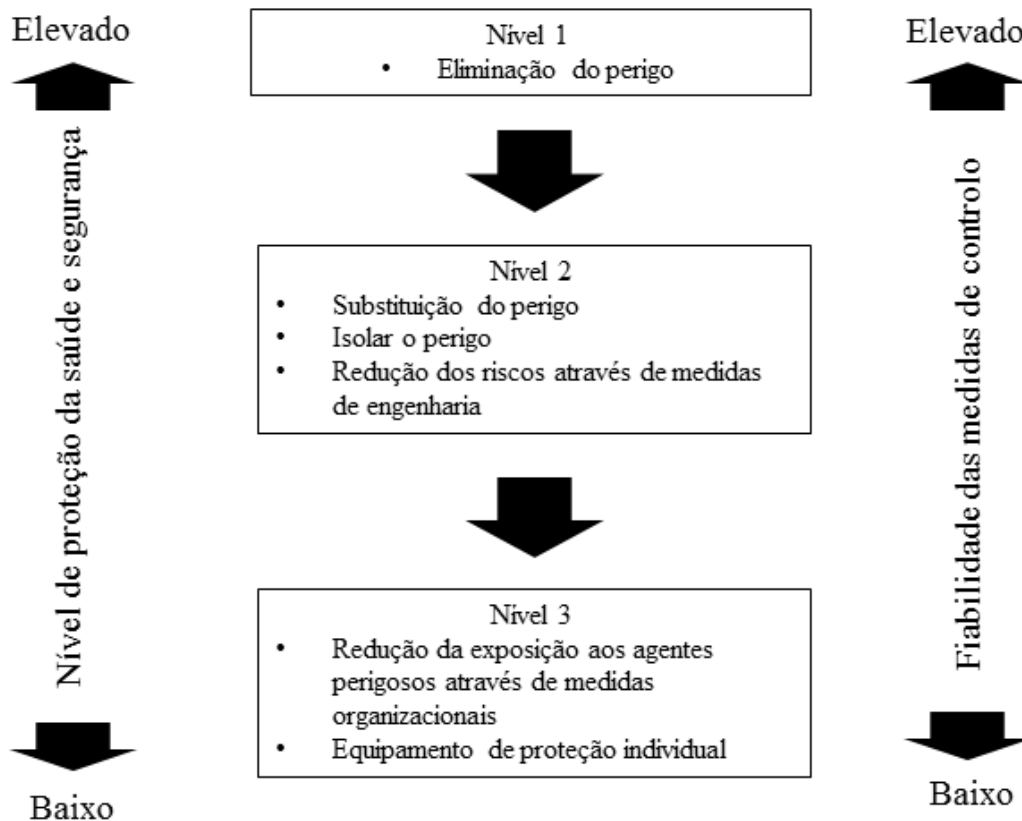 Elevado
Nível de proteção da saúde e segurança
Baixo
Nível 1
• Eliminação do perigo
Nível 2
• Substituição do perigo
• Isolar o perigo
• Redução dos riscos através de medidas
de engenharia
Nível 3
• Redução da exposição aos agentes
perigosos através de medidas
organizacionais
• Equipamento de proteção individual
Elevado
Fiabilidade das medidas de controlo
Baixo